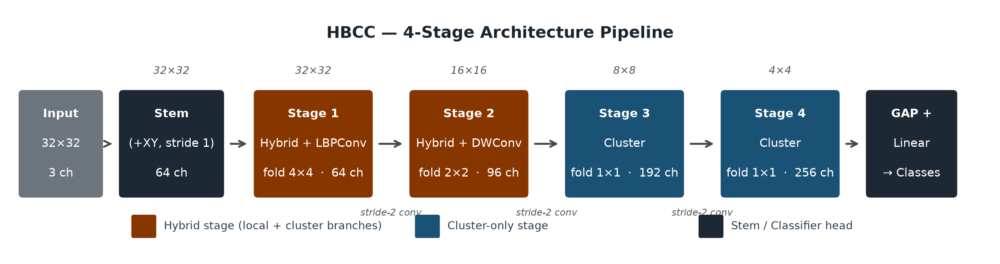 HBCC — 4-Stage Architecture Pipeline
32×32
32×32
16×16
8×8
4×4
Input
32×32
3 ch
Stem
(+XY, stride 1)
64 ch
Stage 1
Hybrid + LBPConv
fold 4×4 · 64 ch
Stage 2
Hybrid + DWConv
fold 2×2 · 96 ch
Stage 3
Cluster
fold 1×1 · 192 ch
Stage 4
Cluster
fold 1×1 · 256 ch
GAP +
Linear
→ Classes
stride-2 conv
stride-2 conv
stride-2 conv
Hybrid stage (local + cluster branches)
Cluster-only stage
Stem / Classifier head